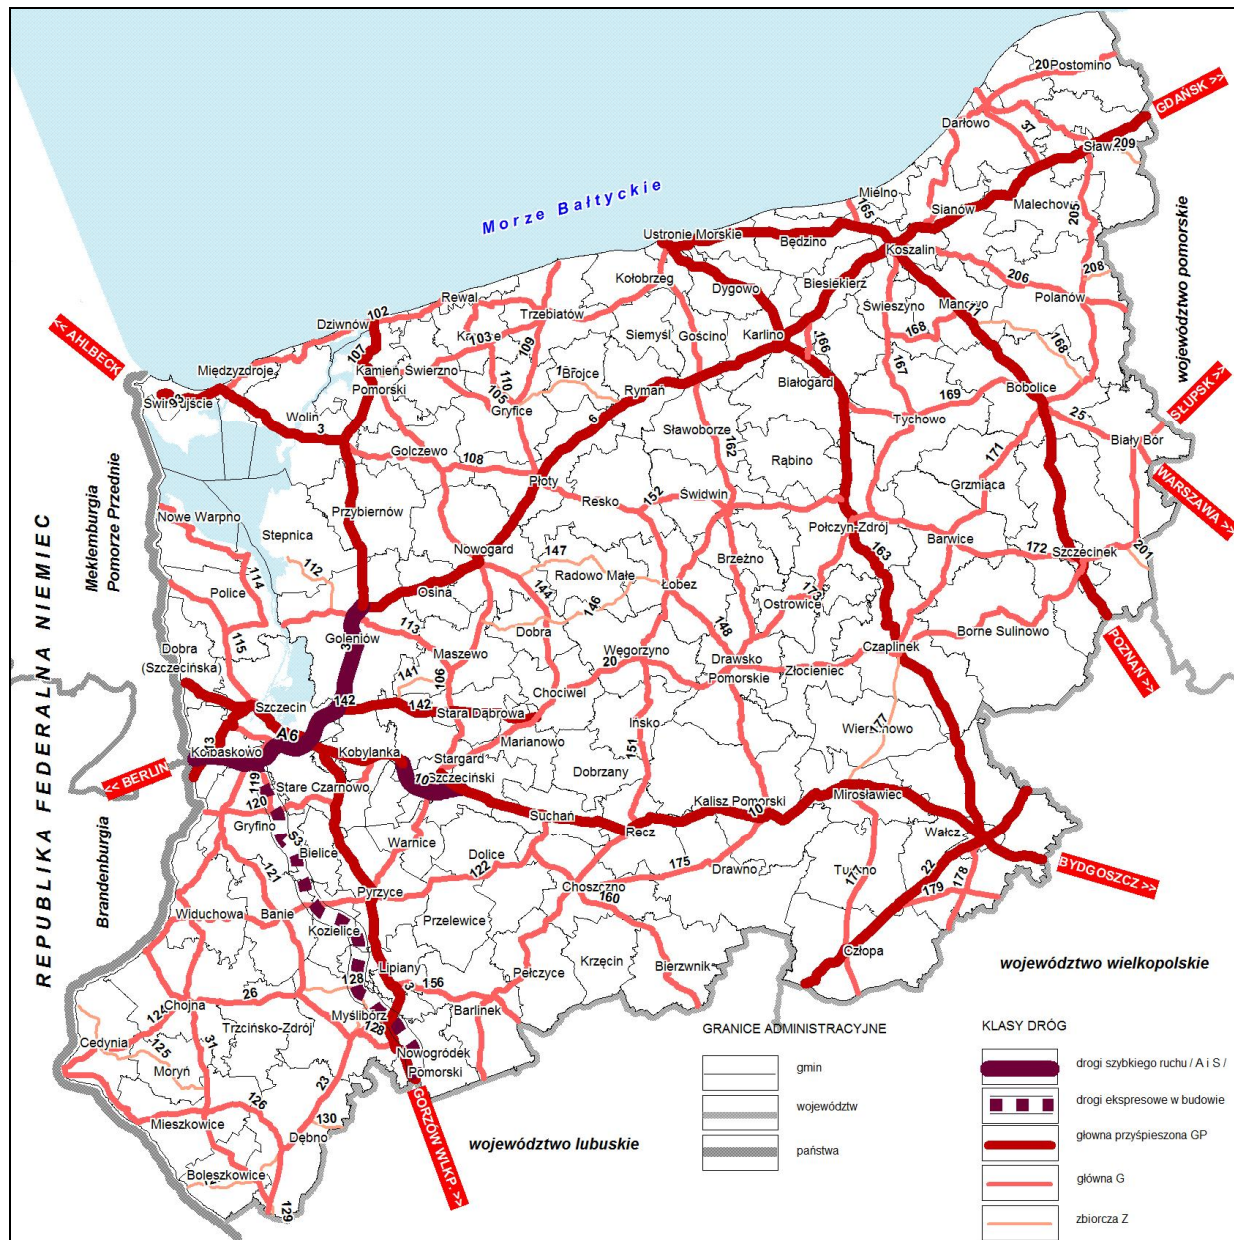 20
Postomino
GDAŃSK >>
Darłowo
37
209
Mielno
165
Sianów
Malechowo
205
województwo pomorskie
Morze Bałtyckie
Ustronie Morskie
Będzino
Koszalin
206
208
Kołobrzeg
Dygowo
Biesiekierz
Polanów
Rewal
102
Dziwnów
Trzebiatów
Świeszyno
11
168
168
<< AHLBECK
107
103
109
Siemyśl
Gościno
Karlino
166
Międzyzdroje
Kamień
Pomorski
Świerzno
110
105
Brojce
Rymań
Białogard
167
169
Bobolice
SŁUPSK >>
93
Wolin
3
Gryfice
6
Tychowo
25
Biały Bór
Sławoborze
162
Golczewo
108
Płoty
Rąbino
171
Grzmiąca
WARSZAWA >>
Resko
152
Świdwin
Meklemburgia
Pomorze Przednie
Nowe Warpno
Przybiernów
Stepnica
Połczyn-Zdrój
163
Barwice
172
Szczecinek
201
Nowogard
147
Brzeżno
112
Radowo Małe
114
Police
Osina
144
146
Łobez
Ostrowice
173
POZNAŃ >>
REPUBLIKA FEDERALNA NIEMIEC
Goleniów
3
113
Dobra
148
Borne Sulinowo
115
Dobra
(Szczecińska)
Maszewo
Węgorzyno
20
Drawsko
Pomorskie
Złocieniec
Czaplinek
141
106
Chociwel
Szczecin
142
142
Stara Dąbrowa
Ińsko
177
A6
Marianowo
151
Kołbaskowo
Kobylanka
Stargard
Szczeciński
10
Dobrzany
<< BERLIN
119
Stare Czarnowo
120
Kalisz Pomorski
10
Mirosławiec
Brandenburgia
Gryfino
S3
Suchań
Recz
Wałcz
Bielice
Warnice
Dolice
122
175
Drawno
22
BYDGOSZCZ >>
121
Pyrzyce
Choszczno
160
179
178
Widuchowa
Banie
Przelewice
Kozielice
Człopa
Krzęcin
Bierzwnik
województwo wielkopolskie
Lipiany
Pełczyce
128
3
156
26
Chojna
124
Myślibórz
128
Barlinek
GRANICE ADMINISTRACYJNE
KLASY DRÓG
Trzcińsko-Zdrój
Cedynia
125
31
Nowogródek
Pomorski
gmin
drogi szybkiego ruchu / A i S /
Moryń
23
drogi ekspresowe w budowie
126
województw
Mieszkowice
130
GORZÓW WLKP. >>
województwo lubuskie
głowna przyśpieszona GP
Dębno
państwa
Boleszkowice
główna G
129
zbiorcza Z